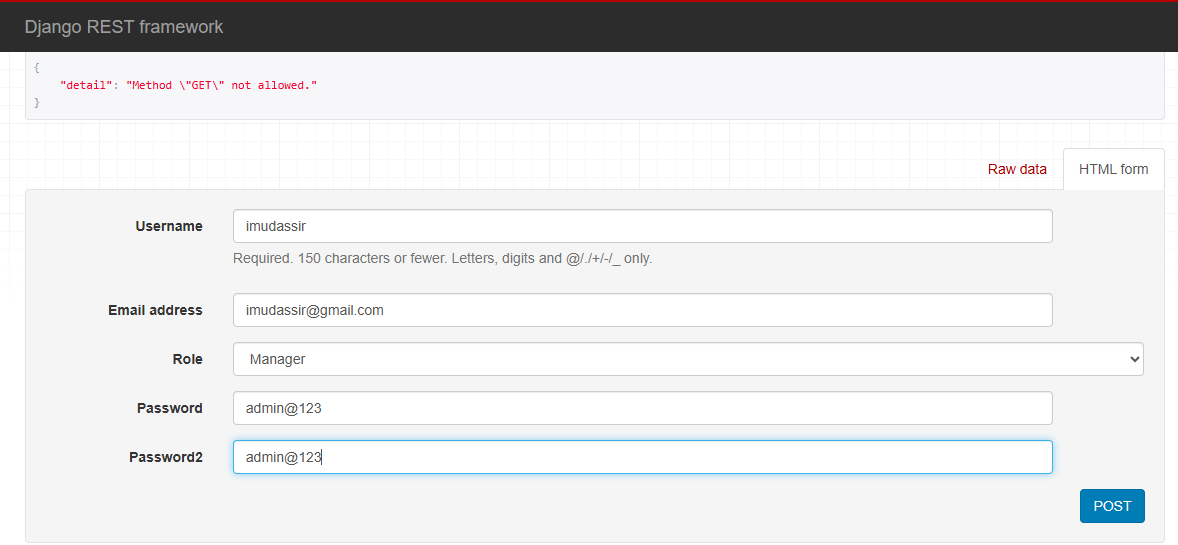 Django REST framework
{
"detail": "Method \"GET\" not allowed."
}
Raw data
HTML form
Username
imudassir
Required. 150 characters or fewer. Letters, digits and @/./+/-/_ only.
Email address
imudassir@gmail.com
Role
Manager
Password
admin@123
Password2
admin@123
POST